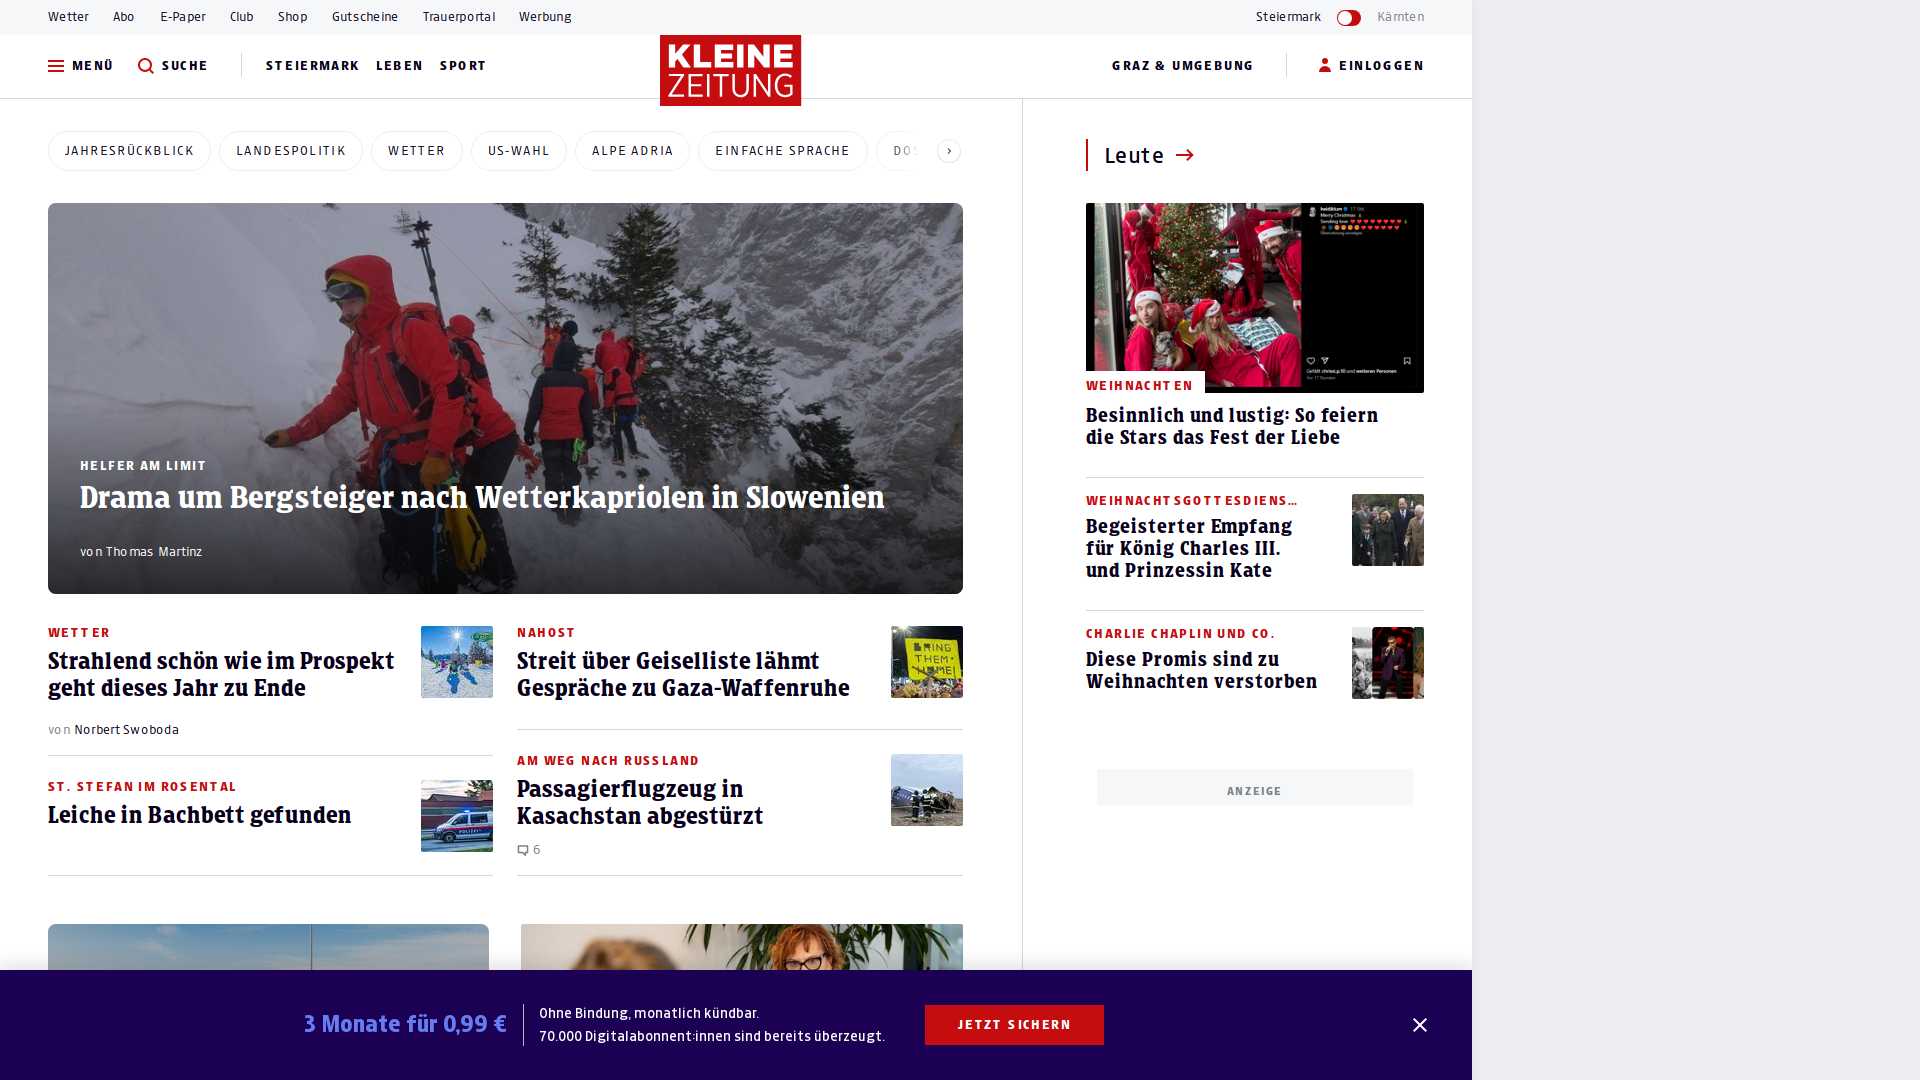 Wetter Abo E-Paper Club Shop Gutscheine Trauerportal Werbung Steiermark Kärnten
MENÜ SUCHE STEIERMARK LEBEN SPORT KLEINE ZEITUNG GRAZ & UMGEBUNG EINLOGGEN
JAHRESRÜCKBLICK LANDESPOLITIK WETTER US-WAHL ALPE ADRIA EINFACHE SPRACHE
HELFER AM LIMIT
Drama um Bergsteiger nach Wetterkapriolen in Slowenien
von Thomas Martinz
WETTER
Strahlend schön wie im Prospekt
geht dieses Jahr zu Ende
von Norbert Swoboda
ST. STEFAN IM ROSENTAL
Leiche in Bachbett gefunden
POLIZEI
NAHOST
Streit über Geiselliste lähmt
Gespräche zu Gaza-Waffenruhe
BRING
THEM
HOME!
AM WEG NACH RUSSLAND
Passagierflugzeug in
Kasachstan abgestürzt
6
Leute
heidiklum
Merry Christmas
Sending love
WEIHNACHTEN
Besinnlich und lustig: So feiern
die Stars das Fest der Liebe
WEIHNACHTSGOTTESDIENS...
Begeisterter Empfang
für König Charles III.
und Prinzessin Kate
CHARLIE CHAPLIN UND CO.
Diese Promis sind zu
Weihnachten verstorben
ANZEIGE
3 Monate für 0,99 €
Ohne Bindung, monatlich kündbar.
70.000 Digitalabonnent:innen sind bereits überzeugt.
JETZT SICHERN